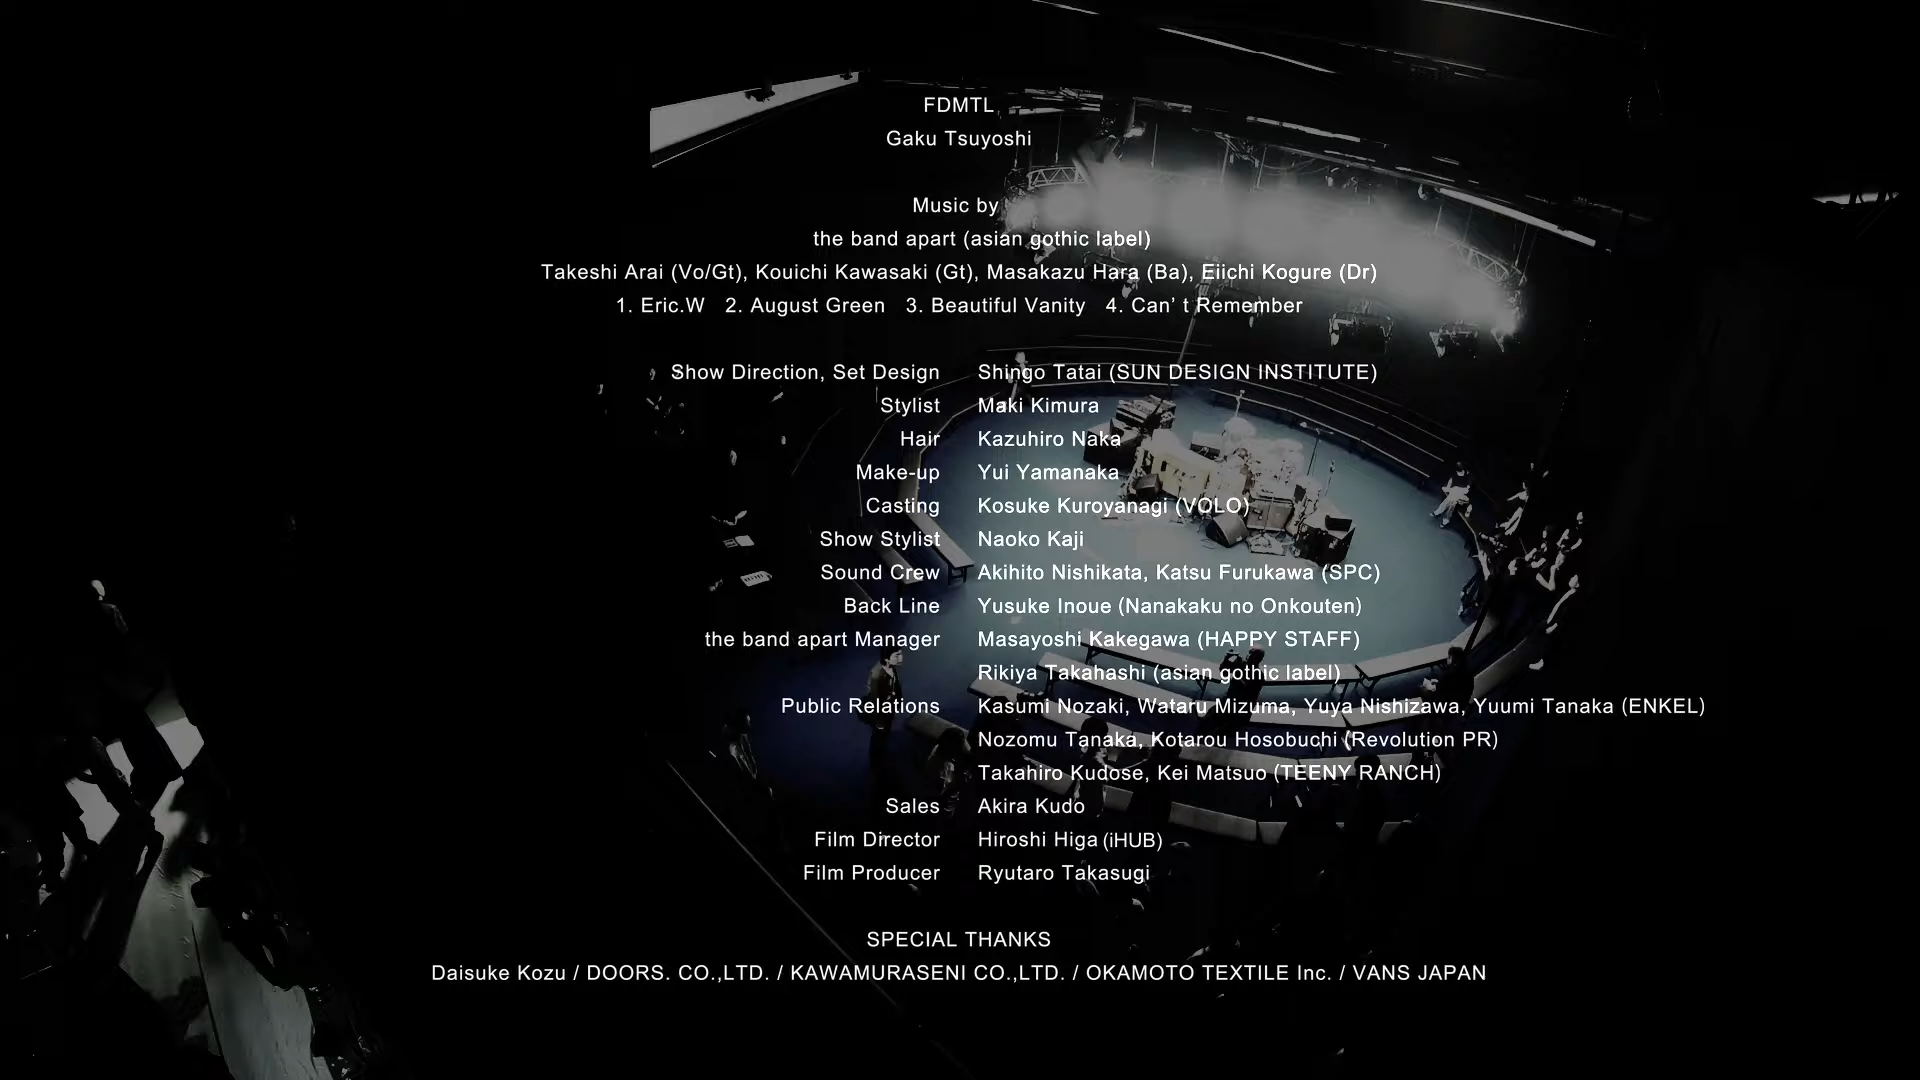 FDMTL
Gaku Tsuyoshi
Music by
the band apart (asian gothic label)
Takeshi Arai (Vo/Gt), Kouichi Kawasaki (Gt), Masakazu Hara (Ba), Eiichi Kogure (Dr)
1. Eric.W 2. August Green 3. Beautiful Vanity 4. Can’ t Remember
Show Direction, Set Design Shingo Tatai (SUN DESIGN INSTITUTE)
Stylist Maki Kimura
Hair Kazuhiro Naka
Make-up Yui Yamanaka
Casting Kosuke Kuroyanagi (VOLO)
Show Stylist Naoko Kaji
Sound Crew Akihito Nishikata, Katsu Furukawa (SPC)
Back Line Yusuke Inoue (Nanakaku no Onkouten)
the band apart Manager Masayoshi Kakegawa (HAPPY STAFF)
Rikiya Takahashi (asian gothic label)
Public Relations Kasumi Nozaki, Wataru Mizuma, Yuya Nishizawa, Yuumi Tanaka (ENKEL)
Nozomu Tanaka, Kotarou Hosobuchi (Revolution PR)
Takahiro Kudose, Kei Matsuo (TEENY RANCH)
Sales Akira Kudo
Film Director Hiroshi Higa (iHUB)
Film Producer Ryutaro Takasugi
SPECIAL THANKS
Daisuke Kozu / DOORS. CO.,LTD. / KAWAMURASENI CO.,LTD. / OKAMOTO TEXTILE Inc. / VANS JAPAN